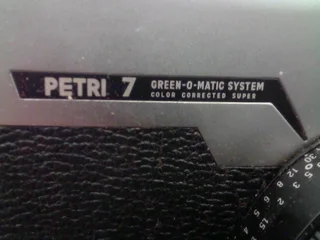 PETRI 7 GREEN-O-MATIC SYSTEM
COLOR CORRECTED SUPER